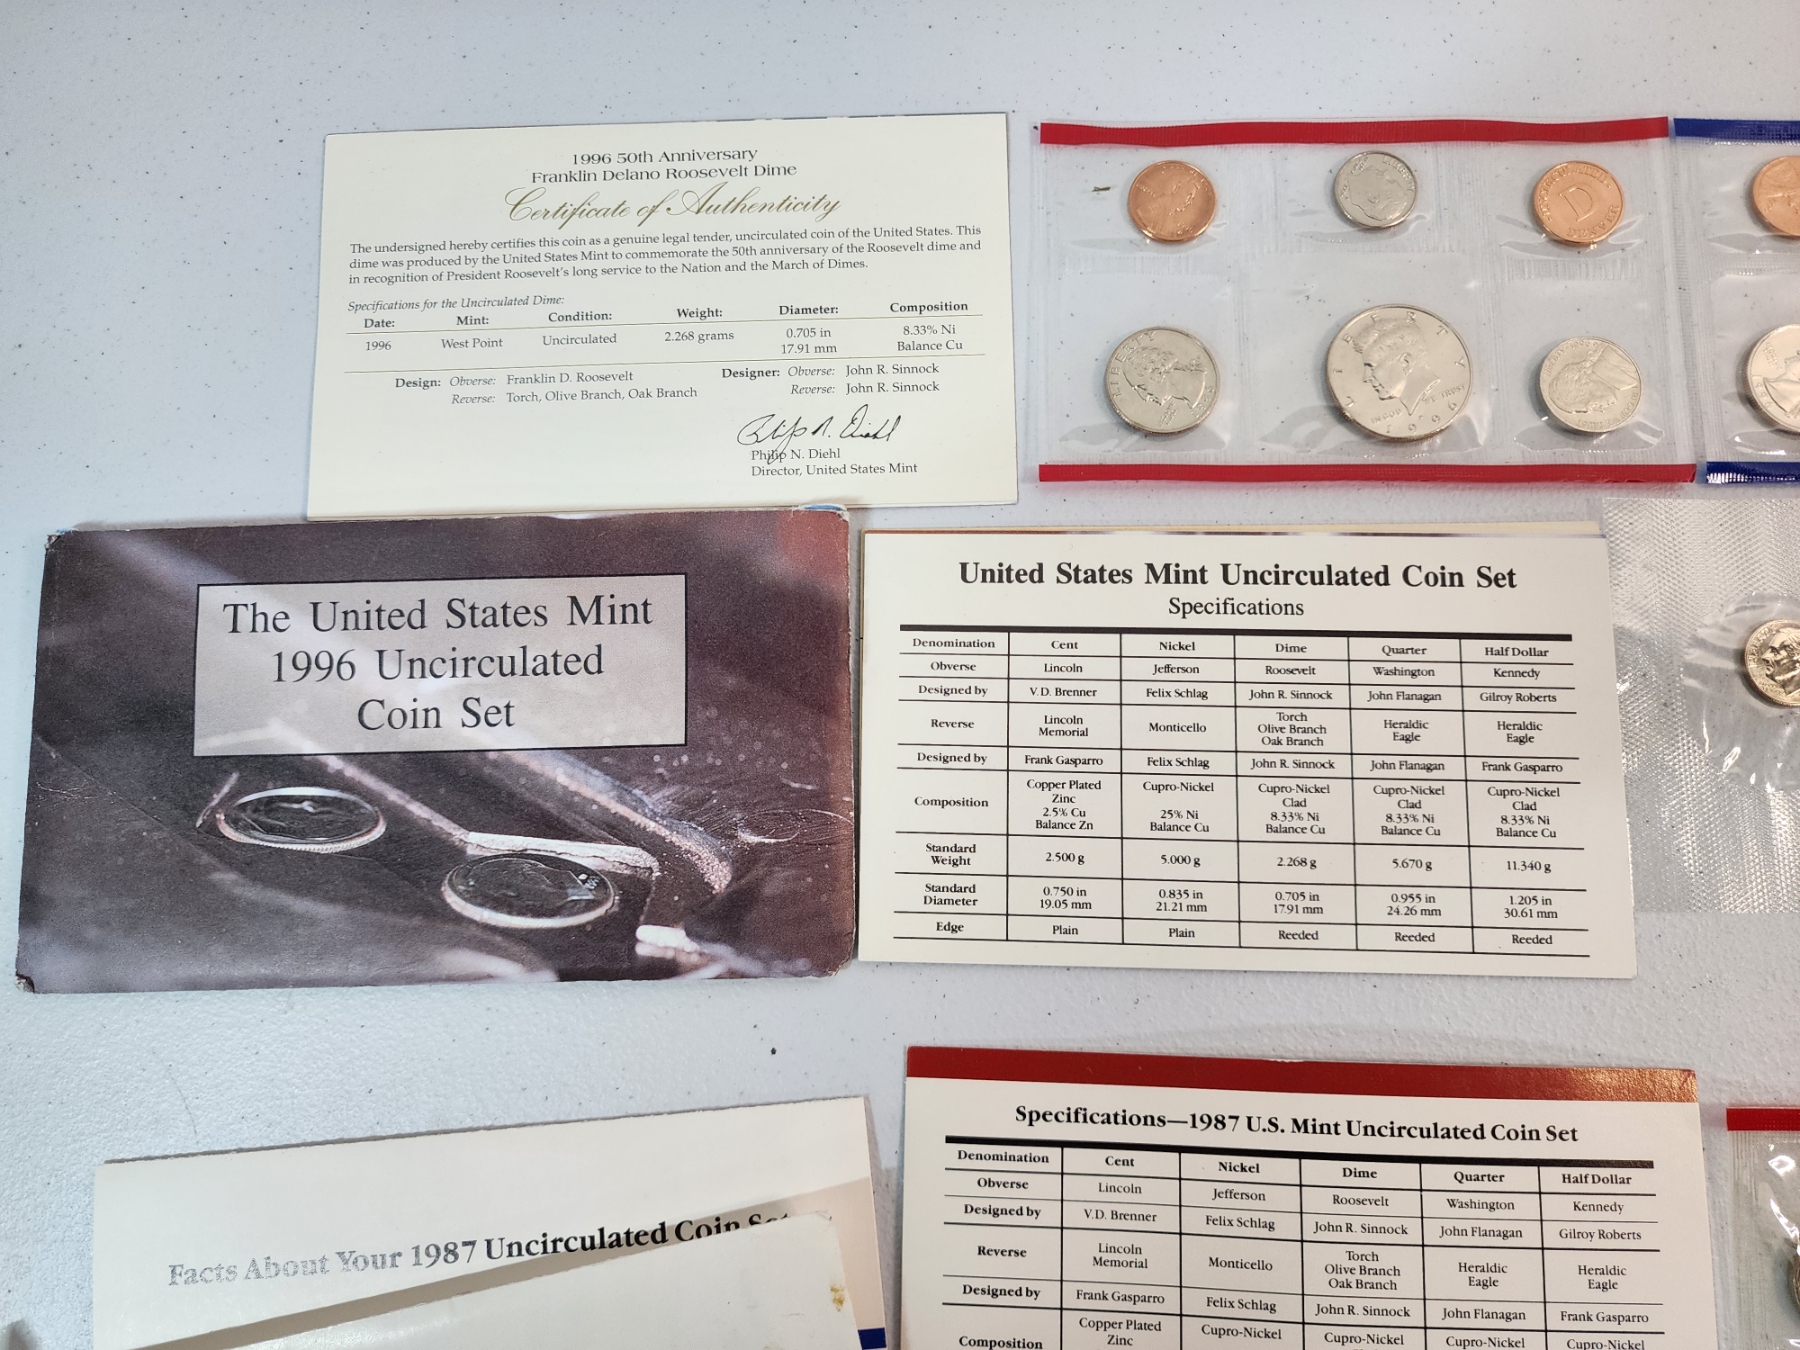 1996 50th Anniversary
Franklin Delano Roosevelt Dime
Certificate of Authenticity
The undersigned hereby certifies this coin as a genuine legal tender, uncirculated coin of the United States. This
dime was produced by the United States Mint to commemorate the 50th anniversary of the Roosevelt dime and
in recognition of President Roosevelt's long service to the Nation and the March of Dimes.
Specifications for the Uncirculated Dime:
Date: Mint: Condition: Weight: Diameter: Composition
1996 West Point Uncirculated 2.268 grams 0.705 in 8.33% Ni
17.91 mm Balance Cu
Design: Obverse: Franklin D. Roosevelt Designer: Obverse: John R. Sinnock
Reverse: Torch, Olive Branch, Oak Branch Reverse: John R. Sinnock
Philip N. Diehl
Philip N. Diehl
Director, United States Mint
D
DENVER
LIBERTY
LIBERTY
1996
The United States Mint
1996 Uncirculated
Coin Set
United States Mint Uncirculated Coin Set
Specifications
Denomination Cent Nickel Dime Quarter Half Dollar
Obverse Lincoln Jefferson Roosevelt Washington Kennedy
Designed by V.D. Brenner Felix Schlag John R. Sinnock John Flanagan Gilroy Roberts
Reverse Lincoln Memorial Monticello Torch Olive Branch Oak Branch Heraldic Eagle Heraldic Eagle
Designed by Frank Gasparro Felix Schlag John R. Sinnock John Flanagan Frank Gasparro
Composition Copper Plated Zinc 2.5% Cu Balance Zn Cupro-Nickel 25% Ni Balance Cu Cupro-Nickel Clad 8.33% Ni Balance Cu Cupro-Nickel Clad 8.33% Ni Balance Cu Cupro-Nickel Clad 8.33% Ni Balance Cu
Standard Weight 2.500 g 5.000 g 2.268 g 5.670 g 11.340 g
Standard Diameter 0.750 in 19.05 mm 0.835 in 21.21 mm 0.705 in 17.91 mm 0.955 in 24.26 mm 1.205 in 30.61 mm
Edge Plain Plain Reeded Reeded Reeded
Facts About Your 1987 Uncirculated Coin Set
Specifications—1987 U.S. Mint Uncirculated Coin Set
Denomination Cent Nickel Dime Quarter Half Dollar
Obverse Lincoln Jefferson Roosevelt Washington Kennedy
Designed by V.D. Brenner Felix Schlag John R. Sinnock John Flanagan Gilroy Roberts
Reverse Lincoln Memorial Monticello Torch Olive Branch Oak Branch Heraldic Eagle Heraldic Eagle
Designed by Frank Gasparro Felix Schlag John R. Sinnock John Flanagan Frank Gasparro
Composition Copper Plated Zinc Cupro-Nickel Cupro-Nickel Cupro-Nickel Cupro-Nickel